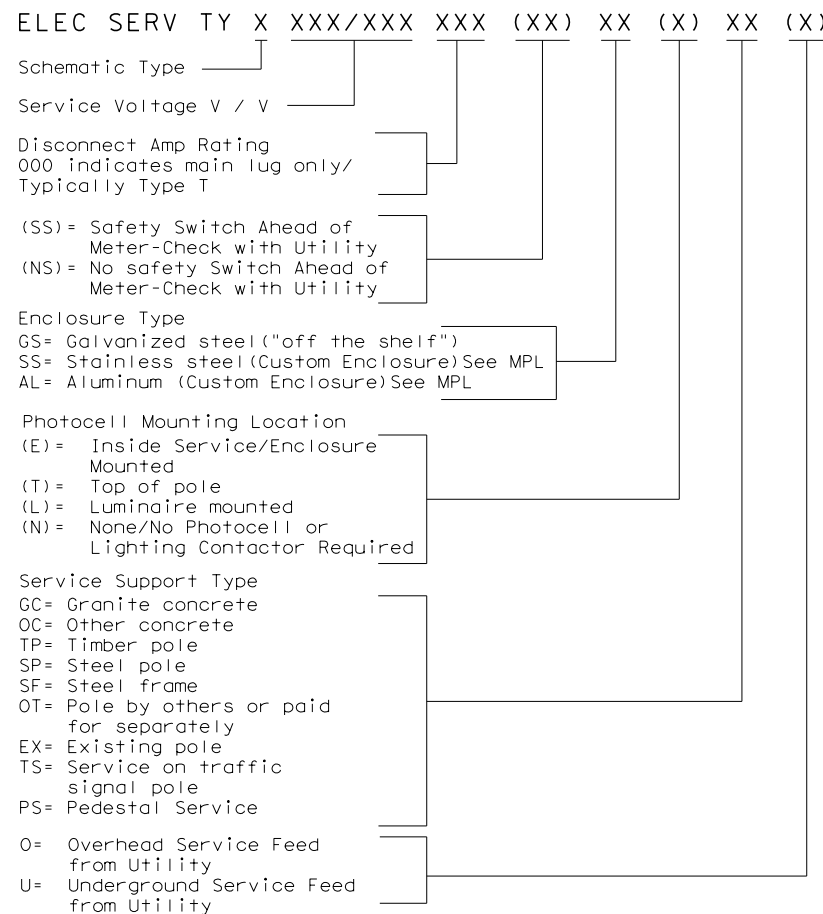 ELEC SERV TY X XXX/XXX XXX (XX) XX (X) XX (X)
Schematic Type
Service Voltage V / V
Disconnect Amp Rating
000 indicates main lug only/
Typically Type T
(SS)= Safety Switch Ahead of
Meter-Check with Utility
(NS)= No safety Switch Ahead of
Meter-Check with Utility
Enclosure Type
GS= Galvanized steel("off the shelf")
SS= Stainless steel(Custom Enclosure)See MPL
AL= Aluminum (Custom Enclosure)See MPL
Photocell Mounting Location
(E)= Inside Service/Enclosure
Mounted
(T)= Top of pole
(L)= Luminaire mounted
(N)= None/No Photocell or
Lighting Contactor Required
Service Support Type
GC= Granite concrete
OC= Other concrete
TP= Timber pole
SP= Steel pole
SF= Steel frame
OT= Pole by others or paid
for separately
EX= Existing pole
TS= Service on traffic
signal pole
PS= Pedestal Service
O= Overhead Service Feed
from Utility
U= Underground Service Feed
from Utility